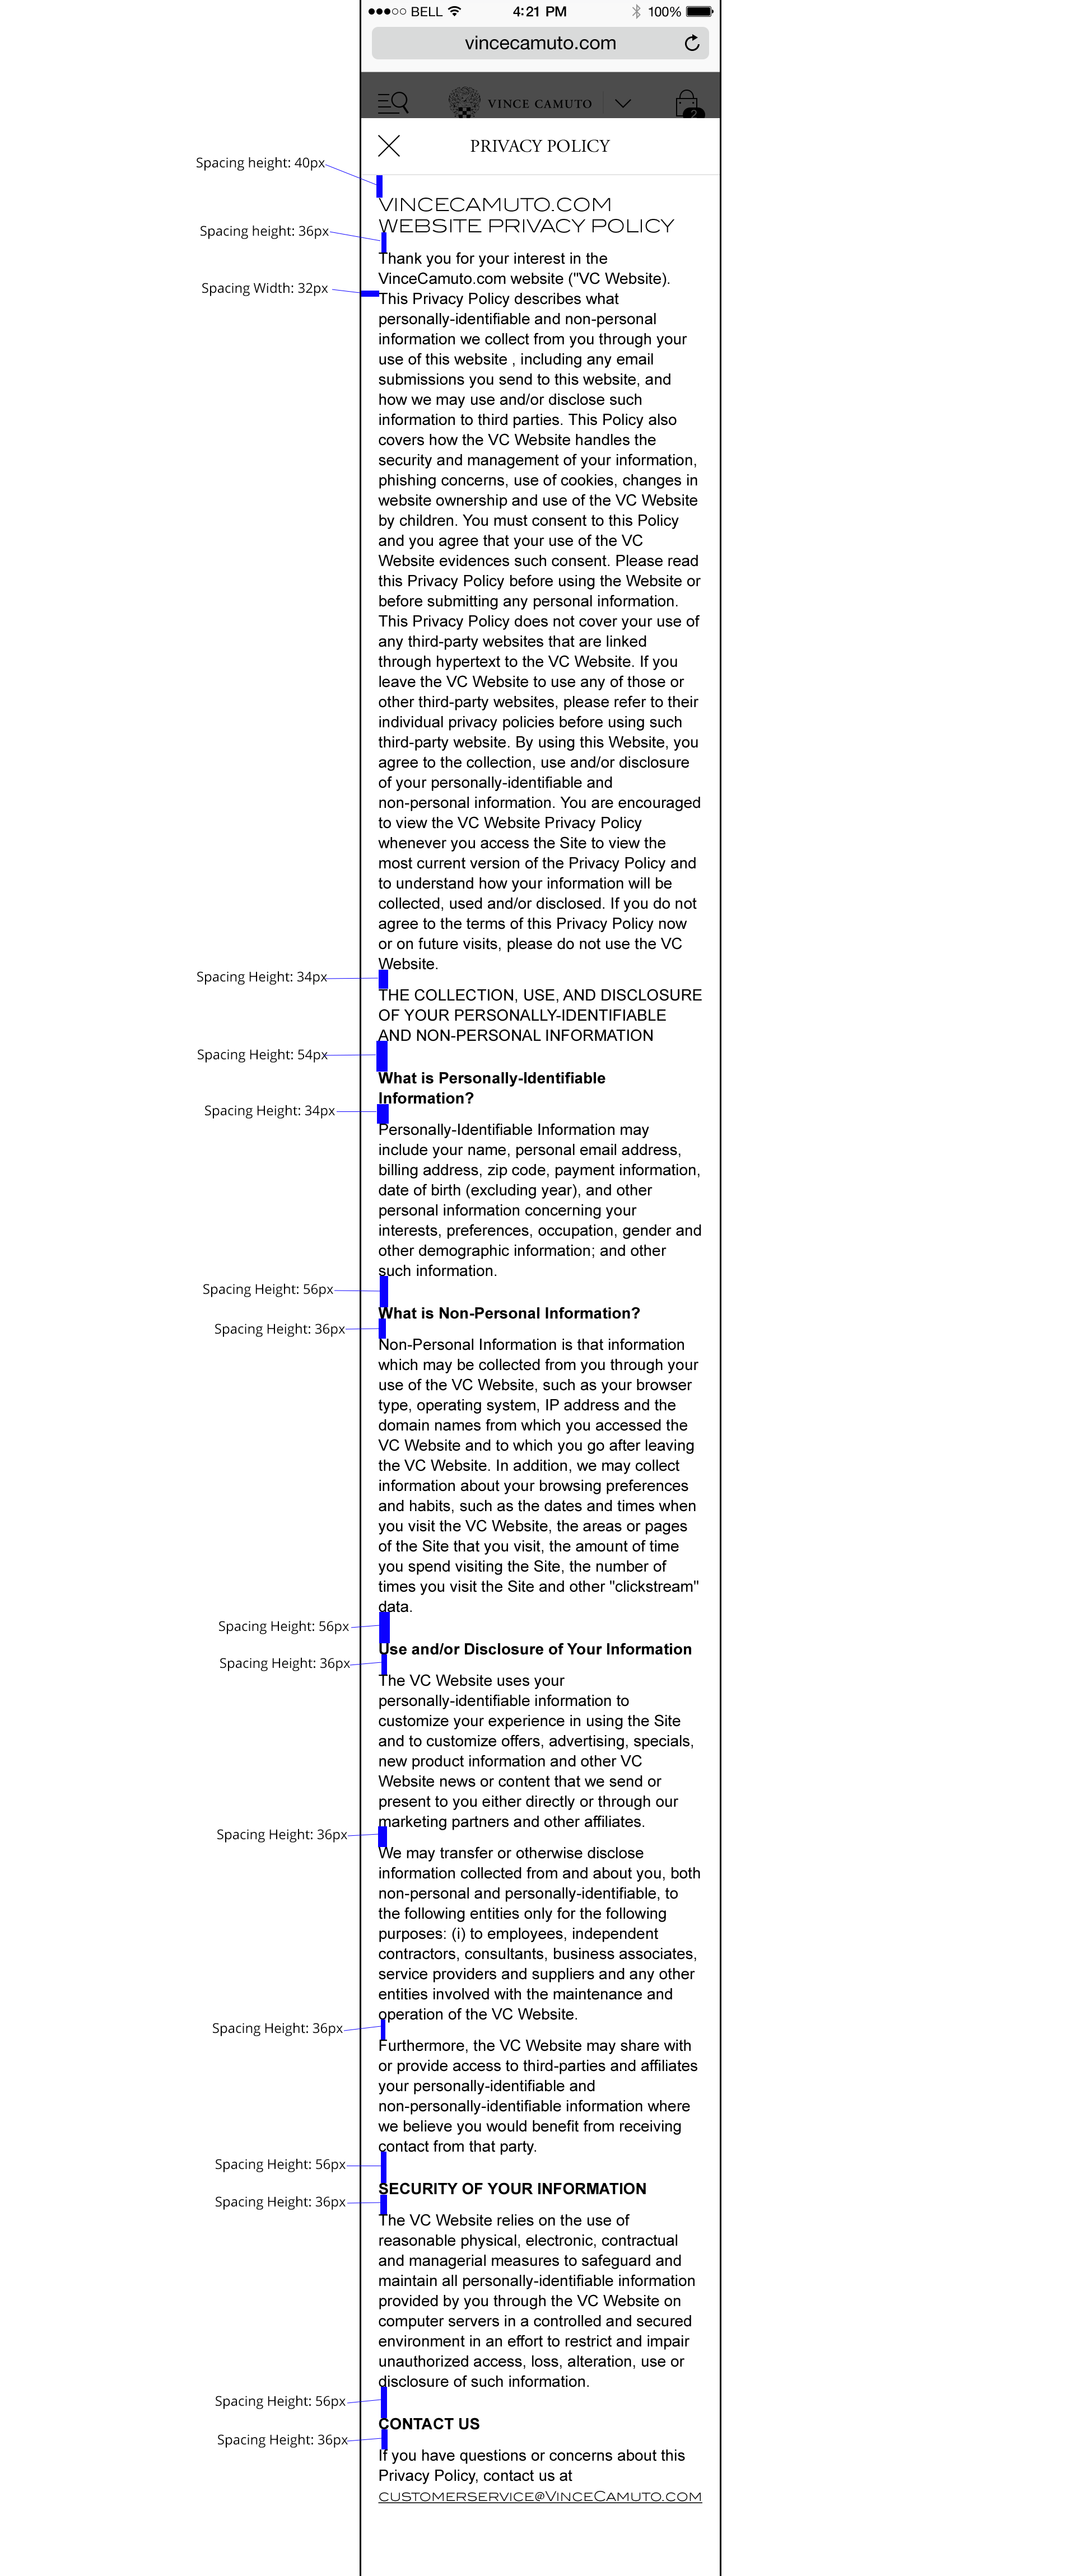 BELL 4:21 PM 100%
vincecamuto.com
VINCE CAMUTO 2
PRIVACY POLICY
Spacing height: 40px
VINCECAMUTO.COM
WEBSITE PRIVACY POLICY
Spacing height: 36px
Thank you for your interest in the
VinceCamuto.com website ("VC Website).
Spacing Width: 32px
This Privacy Policy describes what
personally-identifiable and non-personal
information we collect from you through your
use of this website , including any email
submissions you send to this website, and
how we may use and/or disclose such
information to third parties. This Policy also
covers how the VC Website handles the
security and management of your information,
phishing concerns, use of cookies, changes in
website ownership and use of the VC Website
by children. You must consent to this Policy
and you agree that your use of the VC
Website evidences such consent. Please read
this Privacy Policy before using the Website or
before submitting any personal information.
This Privacy Policy does not cover your use of
any third-party websites that are linked
through hypertext to the VC Website. If you
leave the VC Website to use any of those or
other third-party websites, please refer to their
individual privacy policies before using such
third-party website. By using this Website, you
agree to the collection, use and/or disclosure
of your personally-identifiable and
non-personal information. You are encouraged
to view the VC Website Privacy Policy
whenever you access the Site to view the
most current version of the Privacy Policy and
to understand how your information will be
collected, used and/or disclosed. If you do not
agree to the terms of this Privacy Policy now
or on future visits, please do not use the VC
Website.
Spacing Height: 34px
THE COLLECTION, USE, AND DISCLOSURE
OF YOUR PERSONALLY-IDENTIFIABLE
AND NON-PERSONAL INFORMATION
Spacing Height: 54px
What is Personally-Identifiable
Information?
Spacing Height: 34px
Personally-Identifiable Information may
include your name, personal email address,
billing address, zip code, payment information,
date of birth (excluding year), and other
personal information concerning your
interests, preferences, occupation, gender and
other demographic information; and other
such information.
Spacing Height: 56px
What is Non-Personal Information?
Spacing Height: 36px
Non-Personal Information is that information
which may be collected from you through your
use of the VC Website, such as your browser
type, operating system, IP address and the
domain names from which you accessed the
VC Website and to which you go after leaving
the VC Website. In addition, we may collect
information about your browsing preferences
and habits, such as the dates and times when
you visit the VC Website, the areas or pages
of the Site that you visit, the amount of time
you spend visiting the Site, the number of
times you visit the Site and other "clickstream"
data.
Spacing Height: 56px
Use and/or Disclosure of Your Information
Spacing Height: 36px
The VC Website uses your
personally-identifiable information to
customize your experience in using the Site
and to customize offers, advertising, specials,
new product information and other VC
Website news or content that we send or
present to you either directly or through our
marketing partners and other affiliates.
Spacing Height: 36px
We may transfer or otherwise disclose
information collected from and about you, both
non-personal and personally-identifiable, to
the following entities only for the following
purposes: (i) to employees, independent
contractors, consultants, business associates,
service providers and suppliers and any other
entities involved with the maintenance and
operation of the VC Website.
Spacing Height: 36px
Furthermore, the VC Website may share with
or provide access to third-parties and affiliates
your personally-identifiable and
non-personally-identifiable information where
we believe you would benefit from receiving
contact from that party.
Spacing Height: 56px
SECURITY OF YOUR INFORMATION
Spacing Height: 36px
The VC Website relies on the use of
reasonable physical, electronic, contractual
and managerial measures to safeguard and
maintain all personally-identifiable information
provided by you through the VC Website on
computer servers in a controlled and secured
environment in an effort to restrict and impair
unauthorized access, loss, alteration, use or
disclosure of such information.
Spacing Height: 56px
CONTACT US
Spacing Height: 36px
If you have questions or concerns about this
Privacy Policy, contact us at
CUSTOMERSERVICE@VINCECAMUTO.COM